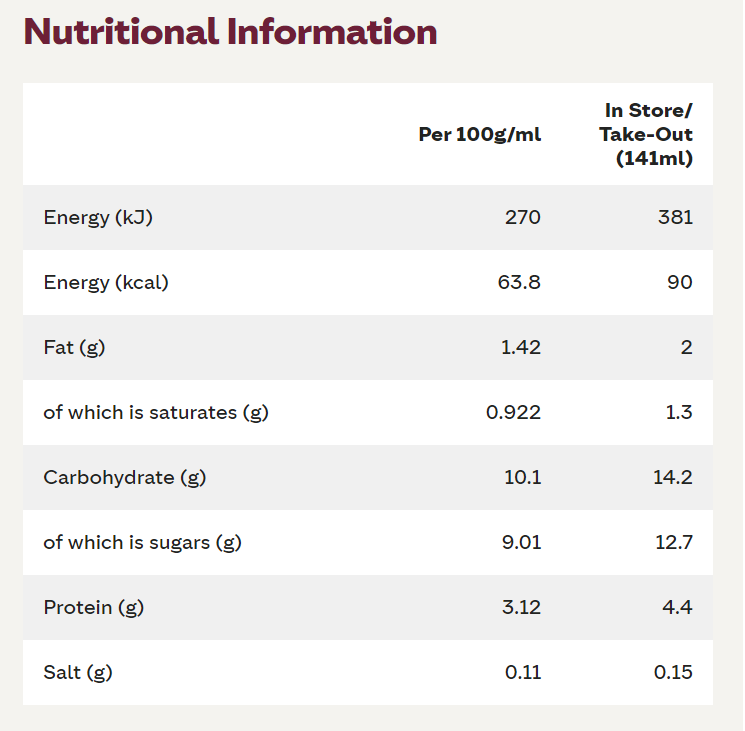 Nutritional Information
Per 100g/ml
In Store/
Take-Out
(141ml)
Energy (kJ) 270 381
Energy (kcal) 63.8 90
Fat (g) 1.42 2
of which is saturates (g) 0.922 1.3
Carbohydrate (g) 10.1 14.2
of which is sugars (g) 9.01 12.7
Protein (g) 3.12 4.4
Salt (g) 0.11 0.15